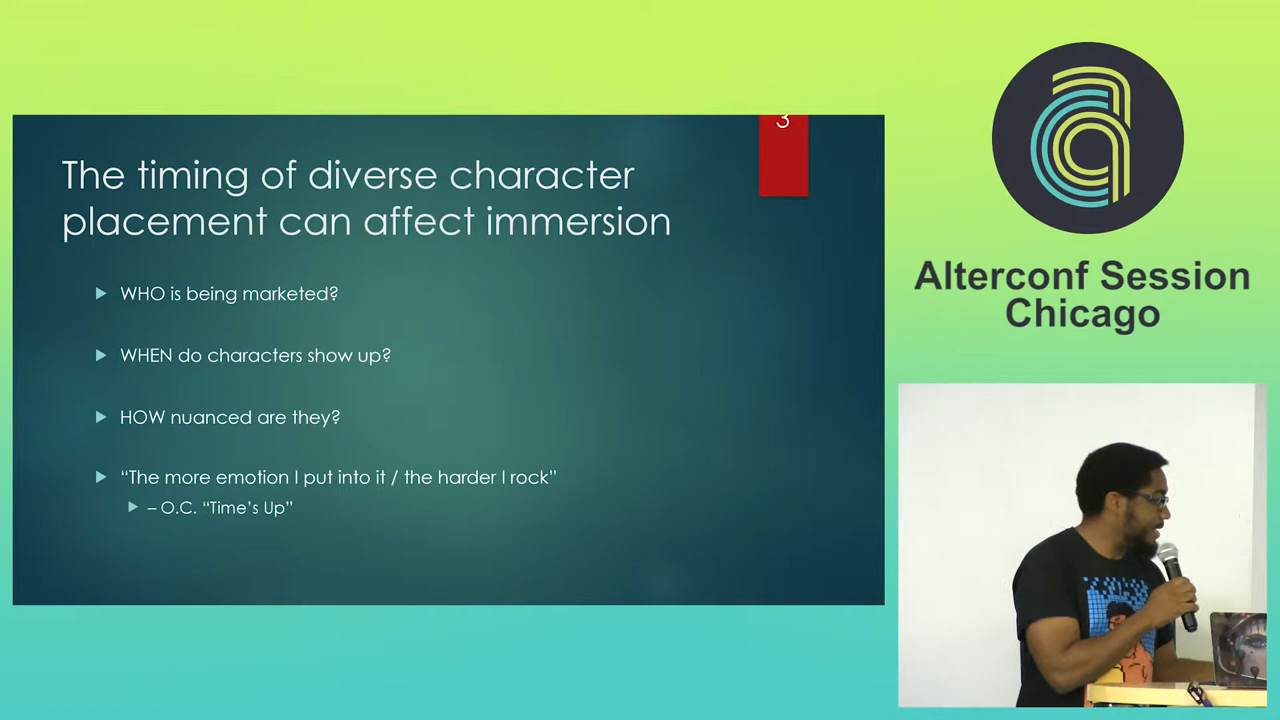 3
The timing of diverse character
placement can affect immersion
WHO is being marketed?
WHEN do characters show up?
HOW nuanced are they?
“The more emotion I put into it / the harder I rock”
– O.C. “Time’s Up”
Alterconf Session
Chicago